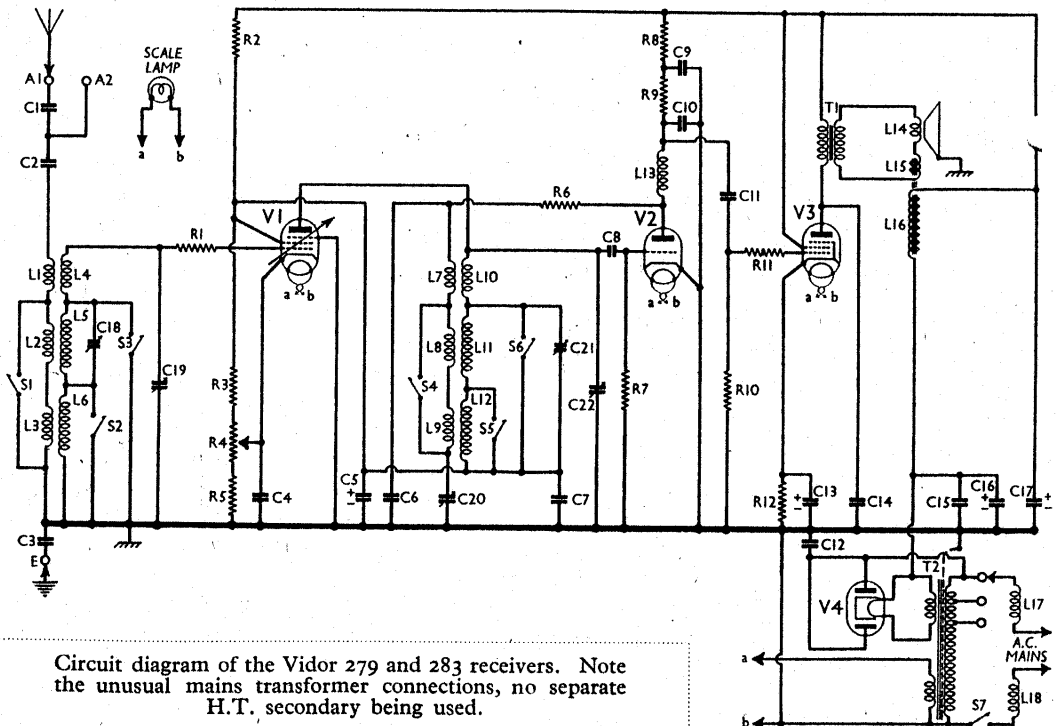 R2
R8
C9
SCALE
LAMP
A1
A2
C1
R9
C10
T1
L14
a
b
C2
L13
L15
R6
C11
V1
V2
V3
L16
R1
C8
R11
L1
L4
L7
L10
a b
a b
a b
L5
C18
S3
L2
L8
L11
S6
C21
S1
C19
R3
S4
C22
R7
R10
L6
L12
L3
S2
R4
L9
S5
C5
+
–
R5
C4
C6
C20
C7
R12
+
–
C13
C14
C15
C16
+
–
C17
+
–
C3
C12
E
T2
V4
L17
A.C.
MAINS
a
L18
S7
b
Circuit diagram of the Vidor 279 and 283 receivers. Note
the unusual mains transformer connections, no separate
H.T. secondary being used.